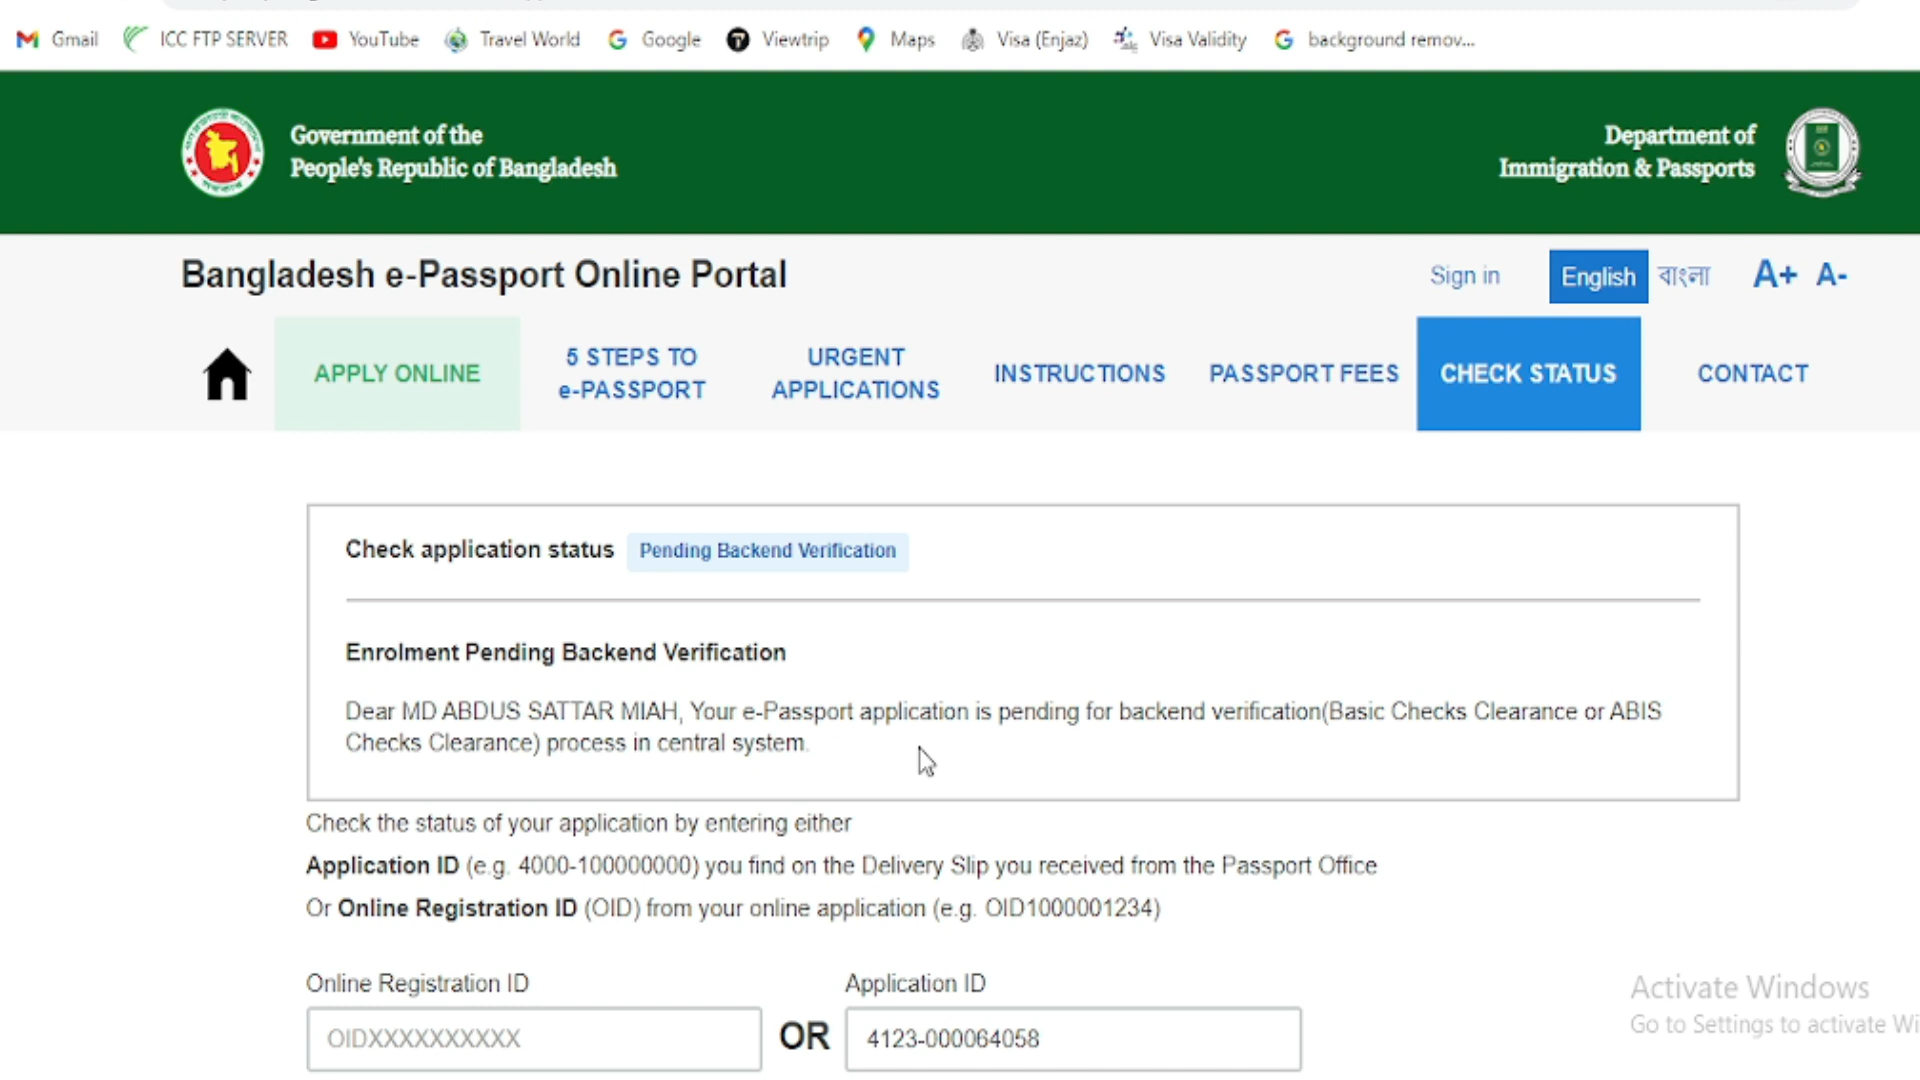 Gmail ICC FTP SERVER YouTube Travel World Google Viewtrip Maps Visa (Enjaz) Visa Validity background remov...
Government of the
People's Republic of Bangladesh
Department of
Immigration & Passports
Bangladesh e-Passport Online Portal
Sign in English বাংলা A+ A-
APPLY ONLINE
5 STEPS TO
e-PASSPORT
URGENT
APPLICATIONS
INSTRUCTIONS
PASSPORT FEES
CHECK STATUS
CONTACT
Check application status Pending Backend Verification
Enrolment Pending Backend Verification
Dear MD ABDUS SATTAR MIAH, Your e-Passport application is pending for backend verification(Basic Checks Clearance or ABIS
Checks Clearance) process in central system.
Check the status of your application by entering either
Application ID (e.g. 4000-100000000) you find on the Delivery Slip you received from the Passport Office
Or Online Registration ID (OID) from your online application (e.g. OID1000001234)
Online Registration ID
Application ID
OIDXXXXXXXXXX
OR
4123-000064058
Activate Windows
Go to Settings to activate Wi